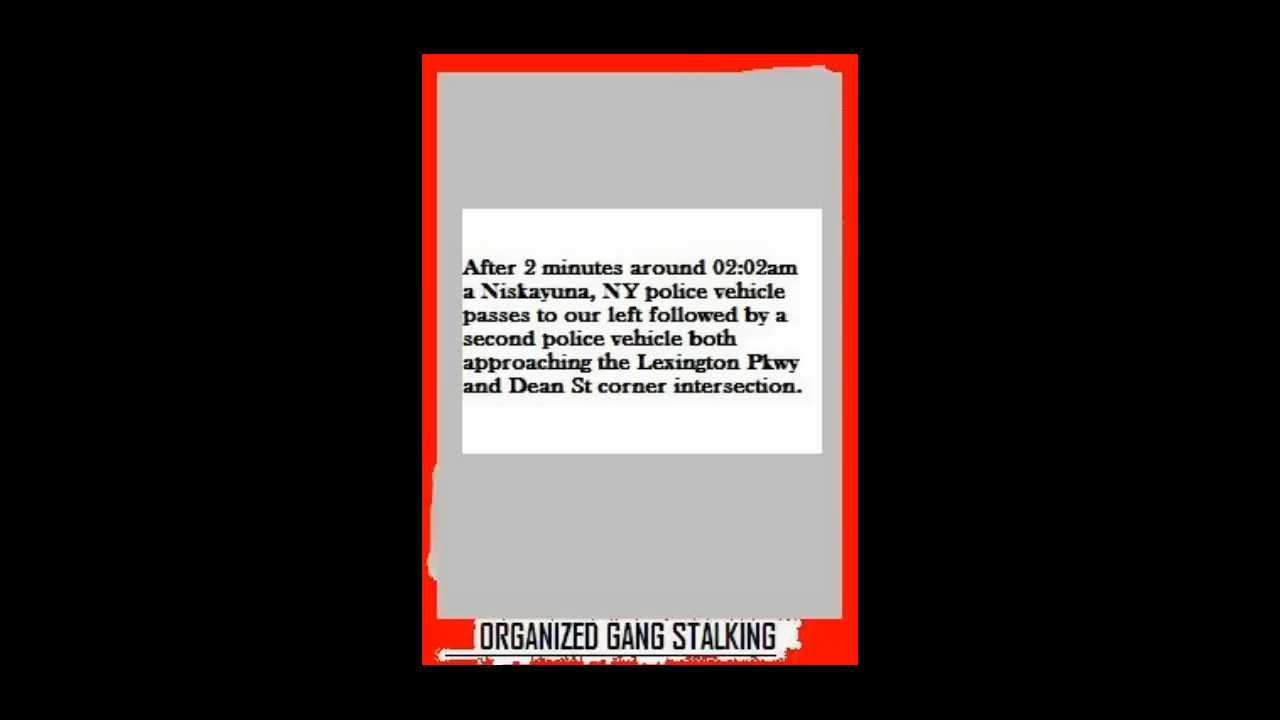 After 2 minutes around 02:02am
a Niskayuna, NY police vehicle
passes to our left followed by a
second police vehicle both
approaching the Lexington Pkwy
and Dean St corner intersection.
ORGANIZED GANG STALKING